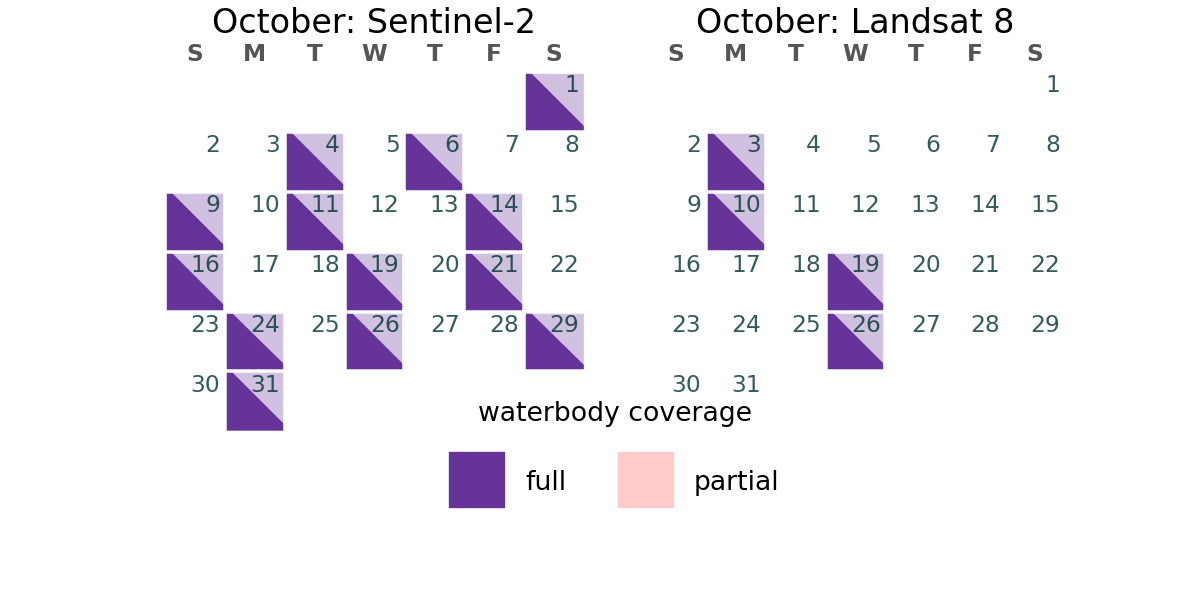 October: Sentinel-2
S M T W T F S
1
2 3 4 5 6 7 8
9 10 11 12 13 14 15
16 17 18 19 20 21 22
23 24 25 26 27 28 29
30 31
October: Landsat 8
S M T W T F S
1
2 3 4 5 6 7 8
9 10 11 12 13 14 15
16 17 18 19 20 21 22
23 24 25 26 27 28 29
30 31
waterbody coverage
full partial